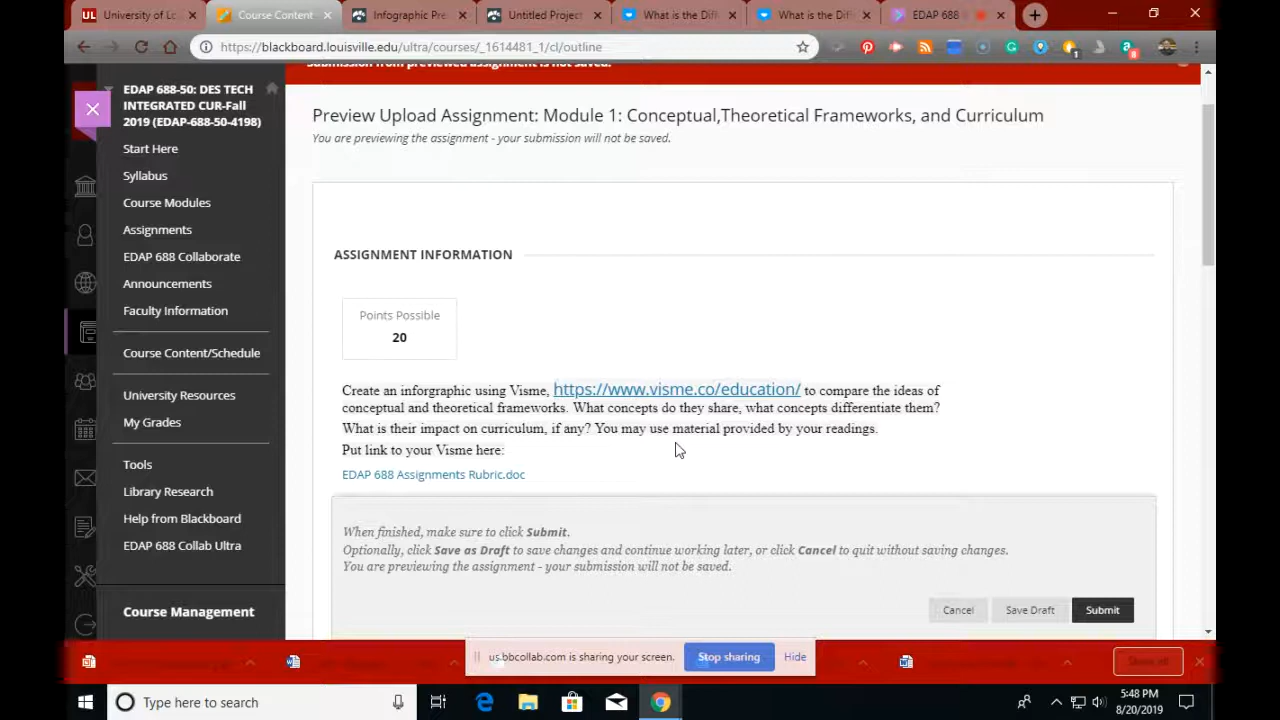 University of Lo
Course Content
Infographic Pre
Untitled Project
What is the Diff
What is the Diff
EDAP 688
https://blackboard.louisville.edu/ultra/courses/_1614481_1/cl/outline
Submission from previewed assignment is not saved.
EDAP 688-50: DES TECH
INTEGRATED CUR-Fall
2019 (EDAP-688-50-4198)
Start Here
Syllabus
Course Modules
Assignments
EDAP 688 Collaborate
Announcements
Faculty Information
Course Content/Schedule
University Resources
My Grades
Tools
Library Research
Help from Blackboard
EDAP 688 Collab Ultra
Course Management
Preview Upload Assignment: Module 1: Conceptual,Theoretical Frameworks, and Curriculum
You are previewing the assignment - your submission will not be saved.
ASSIGNMENT INFORMATION
Points Possible
20
Create an inforgraphic using Visme, https://www.visme.co/education/ to compare the ideas of
conceptual and theoretical frameworks. What concepts do they share, what concepts differentiate them?
What is their impact on curriculum, if any? You may use material provided by your readings.
Put link to your Visme here:
EDAP 688 Assignments Rubric.doc
When finished, make sure to click Submit.
Optionally, click Save as Draft to save changes and continue working later, or click Cancel to quit without saving changes.
You are previewing the assignment - your submission will not be saved.
Cancel
Save Draft
Submit
us.bbcollab.com is sharing your screen.
Stop sharing
Hide
Show all
Type here to search
5:48 PM
8/20/2019